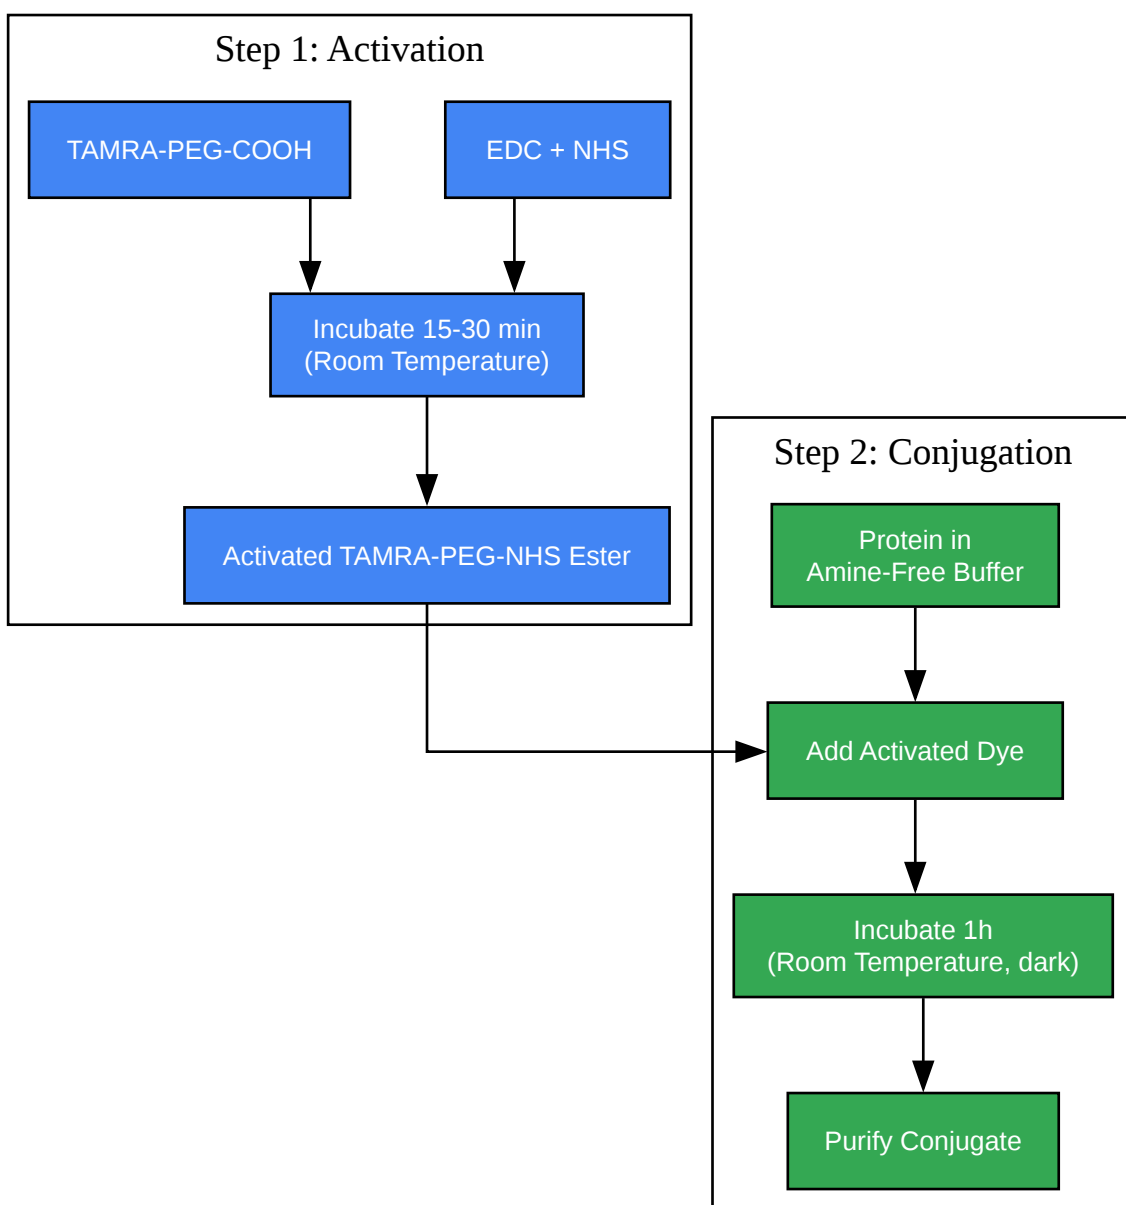 Step 1: Activation
TAMRA-PEG-COOH
EDC + NHS
Incubate 15-30 min
(Room Temperature)
Activated TAMRA-PEG-NHS Ester
Step 2: Conjugation
Protein in
Amine-Free Buffer
Add Activated Dye
Incubate 1h
(Room Temperature, dark)
Purify Conjugate